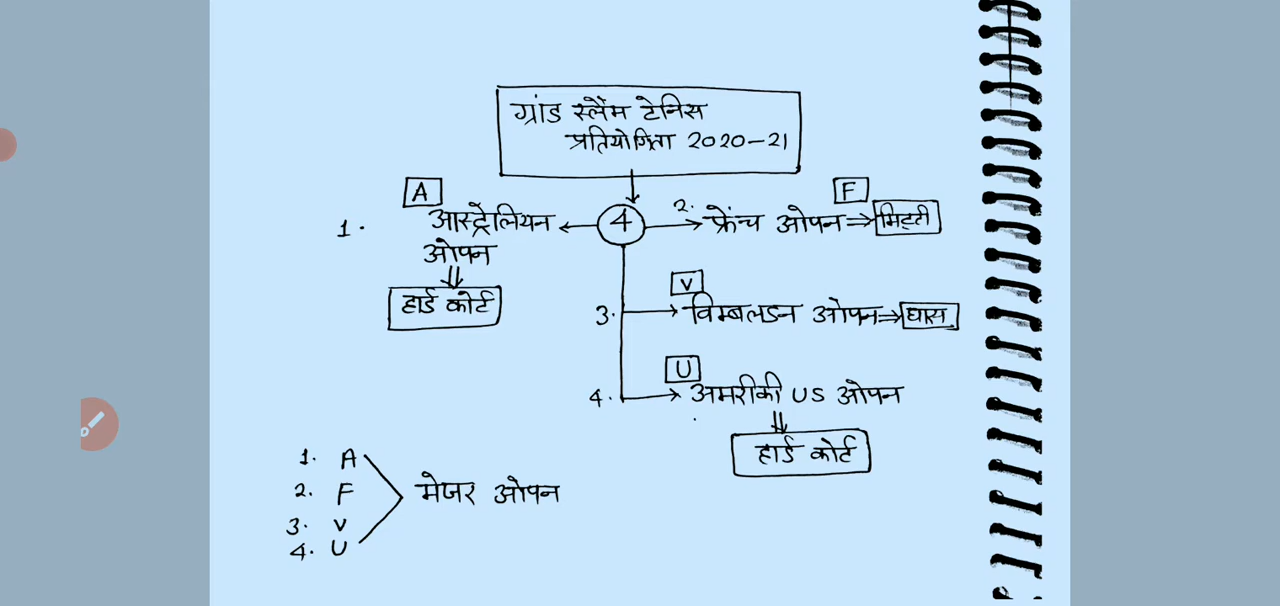 ग्रांड स्लैम टेनिस
प्रतियोगिता 2020-21
A
F
1. आस्ट्रेलियन
ओपन
4
2. फ्रेंच ओपन ⇒ मिट्टी
हार्ड कोर्ट
V
3. विम्बलडन ओपन ⇒ घास
U
4. अमरीकी US ओपन
हार्ड कोर्ट
1. A
2. F
मेजर ओपन
3. V
4. U